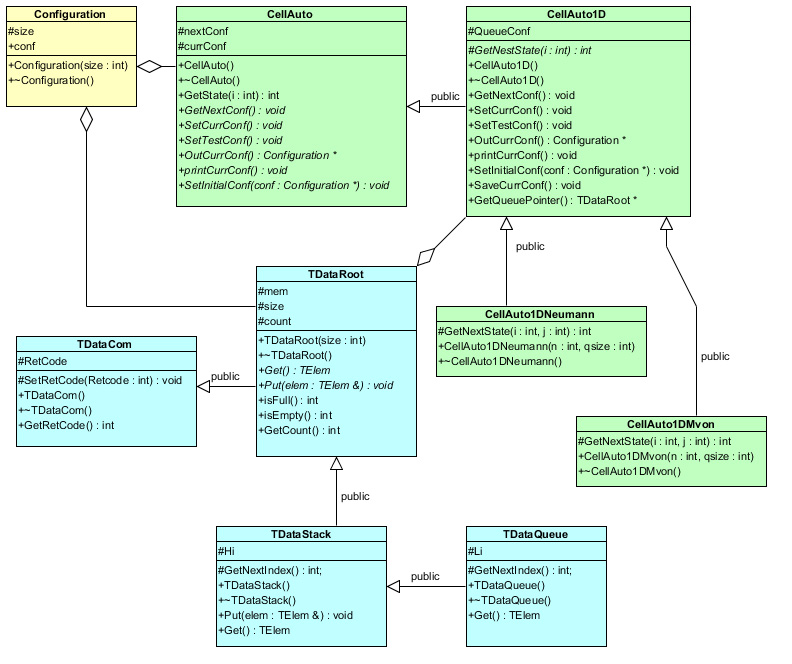 Configuration
#size
+conf
+Configuration(size : int)
+~Configuration()
CellAuto
#nextConf
#currConf
+CellAuto()
+~CellAuto()
+GetState(i : int) : int
+GetNextConf() : void
+SetCurrConf() : void
+SetTestConf() : void
+OutCurrConf() : Configuration *
+printCurrConf() : void
+SetInitialConf(conf : Configuration *) : void
public
CellAuto1D
#QueueConf
#GetNestState(i : int) : int
+CellAuto1D()
+~CellAuto1D()
+GetNextConf() : void
+SetCurrConf() : void
+SetTestConf() : void
+OutCurrConf() : Configuration *
+printCurrConf() : void
+SetInitialConf(conf : Configuration *) : void
+SaveCurrConf() : void
+GetQueuePointer() : TDataRoot *
public
public
TDataRoot
#mem
#size
#count
+TDataRoot(size : int)
+~TDataRoot()
+Get() : TElem
+Put(elem : TElem &) : void
+isFull() : int
+isEmpty() : int
+GetCount() : int
CellAuto1DNeumann
#GetNextState(i : int, j : int) : int
+CellAuto1DNeumann(n : int, qsize : int)
+~CellAuto1DNeumann()
TDataCom
#RetCode
#SetRetCode(Retcode : int) : void
+TDataCom()
+~TDataCom()
+GetRetCode() : int
public
CellAuto1DMvon
#GetNextState(i : int, j : int) : int
+CellAuto1DMvon(n : int, qsize : int)
+~CellAuto1DMvon()
public
TDataStack
#Hi
#GetNextIndex() : int;
+TDataStack()
+~TDataStack()
+Put(elem : TElem &) : void
+Get() : TElem
public
TDataQueue
#Li
#GetNextIndex() : int;
+TDataQueue()
+~TDataQueue()
+Get() : TElem